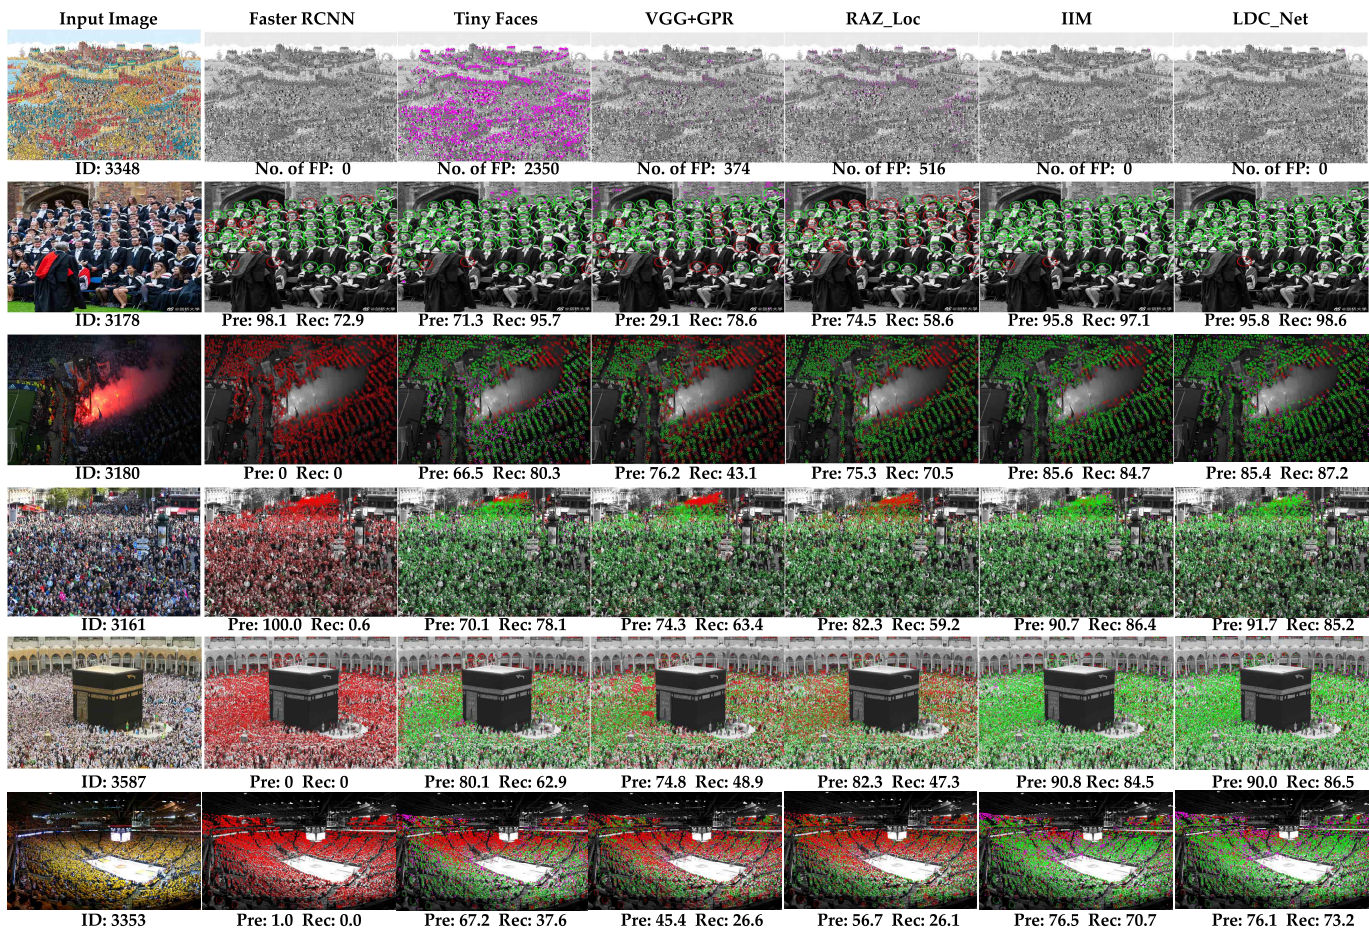 Input Image Faster RCNN Tiny Faces VGG+GPR RAZ_Loc IIM LDC_Net
ID: 3348 No. of FP: 0 No. of FP: 2350 No. of FP: 374 No. of FP: 516 No. of FP: 0 No. of FP: 0
ID: 3178 Pre: 98.1 Rec: 72.9 Pre: 71.3 Rec: 95.7 Pre: 29.1 Rec: 78.6 Pre: 74.5 Rec: 58.6 Pre: 95.8 Rec: 97.1 Pre: 95.8 Rec: 98.6
ID: 3180 Pre: 0 Rec: 0 Pre: 66.5 Rec: 80.3 Pre: 76.2 Rec: 43.1 Pre: 75.3 Rec: 70.5 Pre: 85.6 Rec: 84.7 Pre: 85.4 Rec: 87.2
ID: 3161 Pre: 100.0 Rec: 0.6 Pre: 70.1 Rec: 78.1 Pre: 74.3 Rec: 63.4 Pre: 82.3 Rec: 59.2 Pre: 90.7 Rec: 86.4 Pre: 91.7 Rec: 85.2
ID: 3587 Pre: 0 Rec: 0 Pre: 80.1 Rec: 62.9 Pre: 74.8 Rec: 48.9 Pre: 82.3 Rec: 47.3 Pre: 90.8 Rec: 84.5 Pre: 90.0 Rec: 86.5
ID: 3353 Pre: 1.0 Rec: 0.0 Pre: 67.2 Rec: 37.6 Pre: 45.4 Rec: 26.6 Pre: 56.7 Rec: 26.1 Pre: 76.5 Rec: 70.7 Pre: 76.1 Rec: 73.2